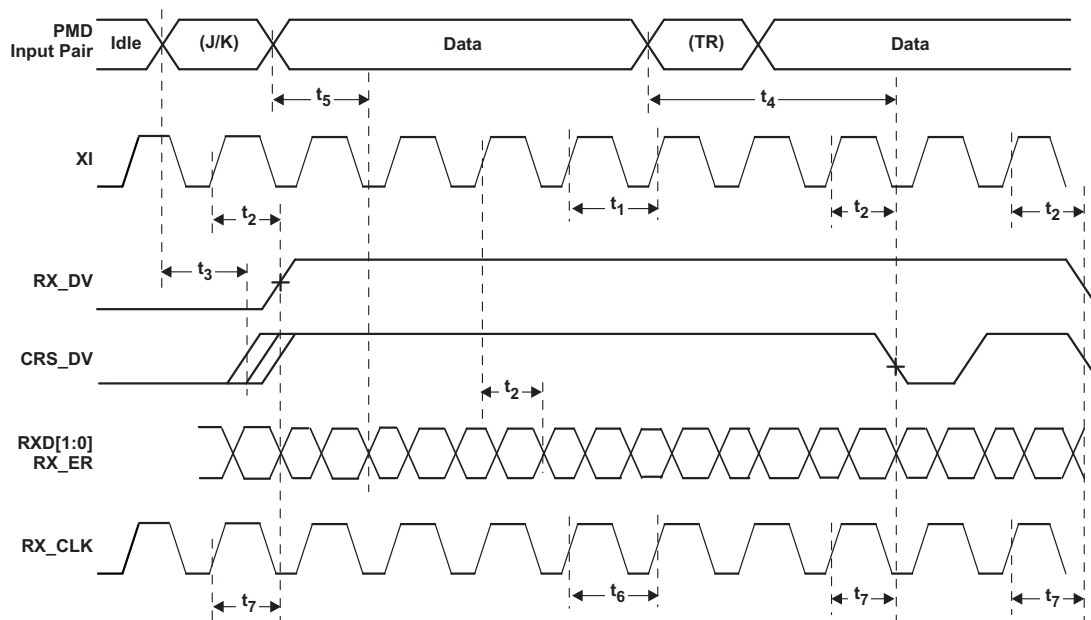 PMD
Input Pair
Idle
(J/K)
Data
(TR)
Data
t5
t4
XI
t2
t1
t2
t2
t3
RX_DV
CRS_DV
t2
RXD[1:0]
RX_ER
RX_CLK
t7
t6
t7
t7